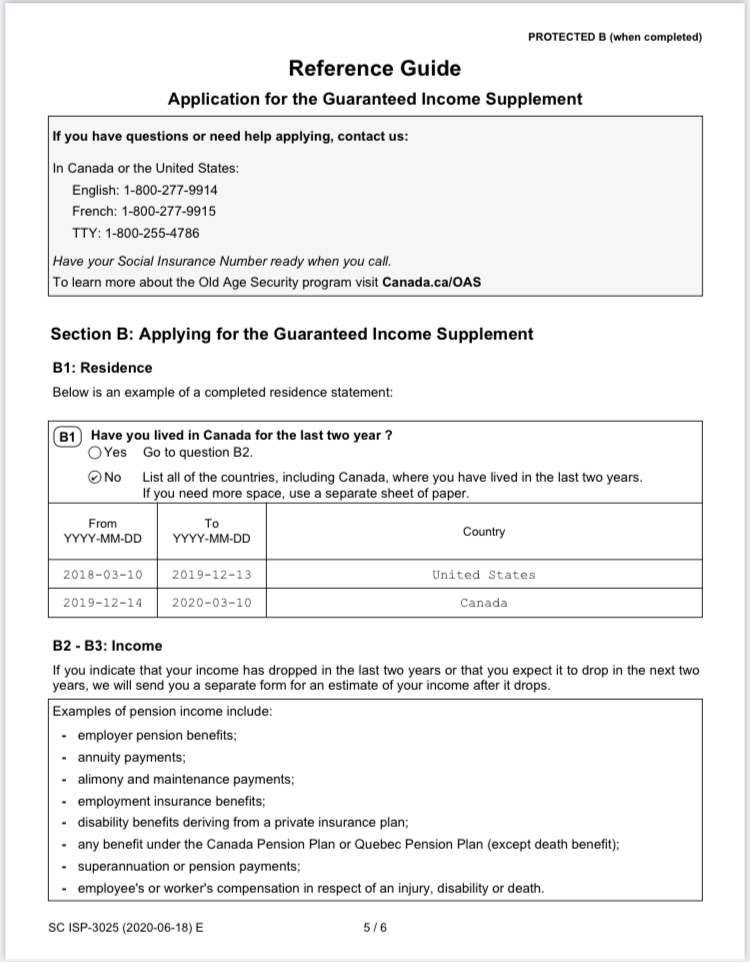 PROTECTED B (when completed)
Reference Guide
Application for the Guaranteed Income Supplement
If you have questions or need help applying, contact us:
In Canada or the United States:
English: 1-800-277-9914
French: 1-800-277-9915
TTY: 1-800-255-4786
Have your Social Insurance Number ready when you call.
To learn more about the Old Age Security program visit Canada.ca/OAS
Section B: Applying for the Guaranteed Income Supplement
B1: Residence
Below is an example of a completed residence statement:
B1 Have you lived in Canada for the last two year ?
Yes Go to question B2.
No List all of the countries, including Canada, where you have lived in the last two years.
If you need more space, use a separate sheet of paper.
From To Country
YYYY-MM-DD YYYY-MM-DD
2018-03-10 2019-12-13 United States
2019-12-14 2020-03-10 Canada
B2 - B3: Income
If you indicate that your income has dropped in the last two years or that you expect it to drop in the next two
years, we will send you a separate form for an estimate of your income after it drops.
Examples of pension income include:
- employer pension benefits;
- annuity payments;
- alimony and maintenance payments;
- employment insurance benefits;
- disability benefits deriving from a private insurance plan;
- any benefit under the Canada Pension Plan or Quebec Pension Plan (except death benefit);
- superannuation or pension payments;
- employee's or worker's compensation in respect of an injury, disability or death.
SC ISP-3025 (2020-06-18) E 5 / 6